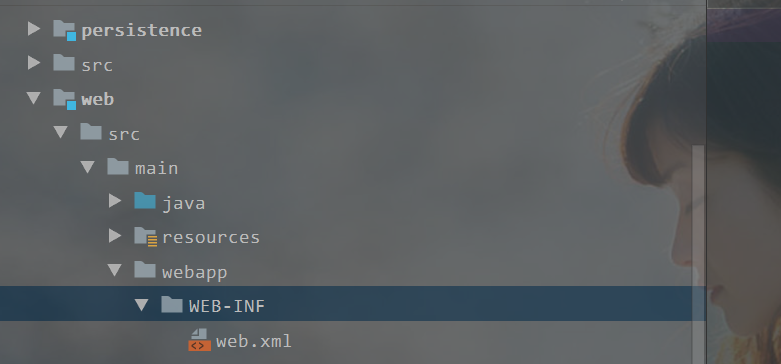 persistence
src
web
src
main
java
resources
webapp
WEB-INF
web.xml